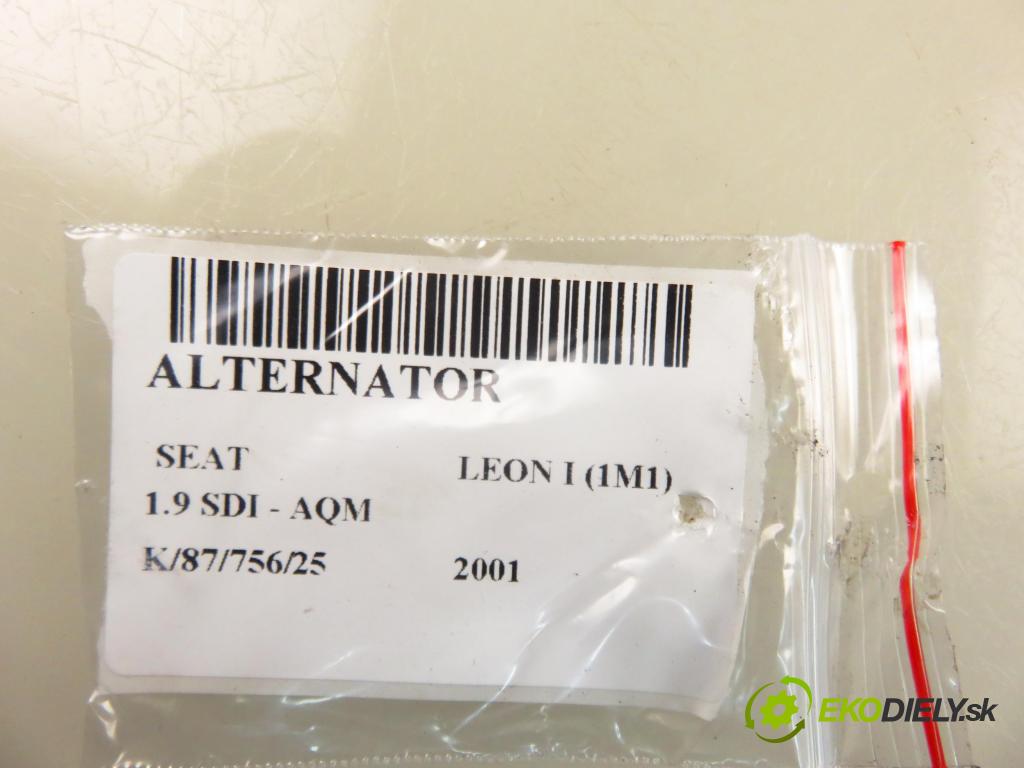 ALTERNATOR
SEAT LEON I (1M1)
1.9 SDI - AQM
K/87/756/25 2001
EKODIELY.sk